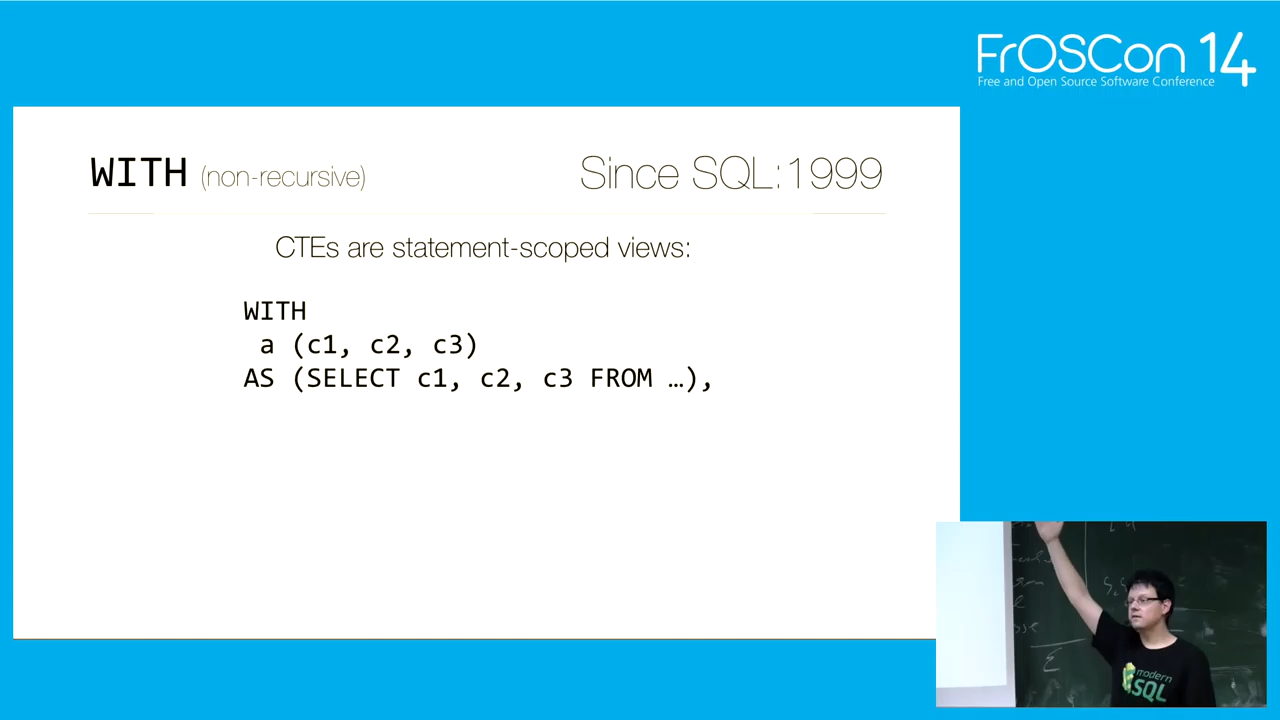 FrOSCon 14
Free and Open Source Software Conference
WITH (non-recursive)
Since SQL:1999
CTEs are statement-scoped views:
WITH
a (c1, c2, c3)
AS (SELECT c1, c2, c3 FROM …),
modern
SQL